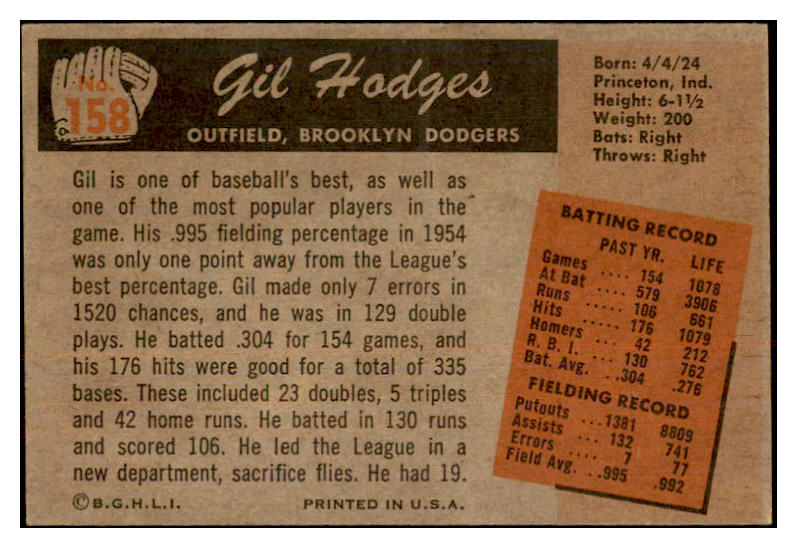 No.
158
Gil Hodges
OUTFIELD, BROOKLYN DODGERS
Born: 4/4/24
Princeton, Ind.
Height: 6-1½
Weight: 200
Bats: Right
Throws: Right
Gil is one of baseball's best, as well as
one of the most popular players in the
game. His .995 fielding percentage in 1954
was only one point away from the League's
best percentage. Gil made only 7 errors in
1520 chances, and he was in 129 double
plays. He batted .304 for 154 games, and
his 176 hits were good for a total of 335
bases. These included 23 doubles, 5 triples
and 42 home runs. He batted in 130 runs
and scored 106. He led the League in a
new department, sacrifice flies. He had 19.
BATTING RECORD
PAST YR. LIFE
Games .... 154 1078
At Bat .... 579 3906
Runs ..... 106 661
Hits ..... 176 1079
Homers .... 42 212
R. B. I. ... 130 762
Bat. Avg. .. .304 .276
FIELDING RECORD
Putouts ...1381 8809
Assists ... 132 741
Errors .... 7 77
Field Avg. ..995 .992
©B.G.H.L.I. PRINTED IN U.S.A.